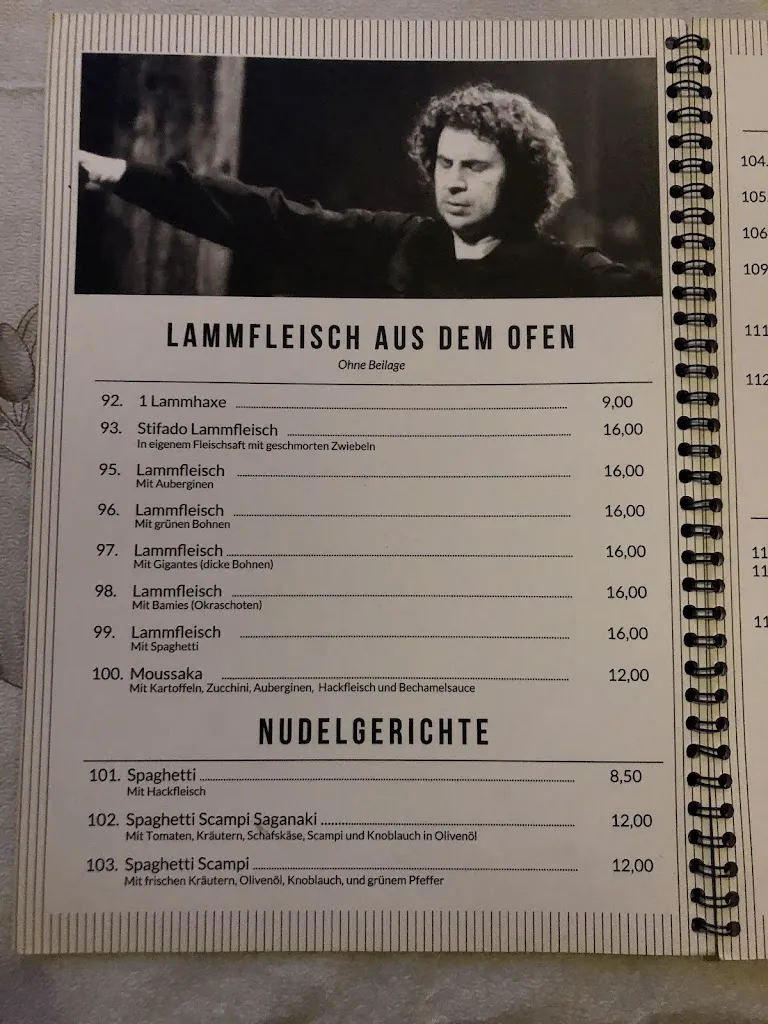 LAMMFLEISCH AUS DEM OFEN
Ohne Beilage
92. 1 Lammhaxe 9,00
93. Stifado Lammfleisch 16,00
In eigenem Fleischsaft mit geschmorten Zwiebeln
95. Lammfleisch 16,00
Mit Auberginen
96. Lammfleisch 16,00
Mit grünen Bohnen
97. Lammfleisch 16,00
Mit Gigantes (dicke Bohnen)
98. Lammfleisch 16,00
Mit Bamies (Okraschoten)
99. Lammfleisch 16,00
Mit Spaghetti
100. Moussaka 12,00
Mit Kartoffeln, Zucchini, Auberginen, Hackfleisch und Bechamelsauce
NUDELGERICHTE
101. Spaghetti 8,50
Mit Hackfleisch
102. Spaghetti Scampi Saganaki 12,00
Mit Tomaten, Kräutern, Schafskäse, Scampi und Knoblauch in Olivenöl
103. Spaghetti Scampi 12,00
Mit frischen Kräutern, Olivenöl, Knoblauch, und grünem Pfeffer
104.
105
106
109
111
112
11
11
11